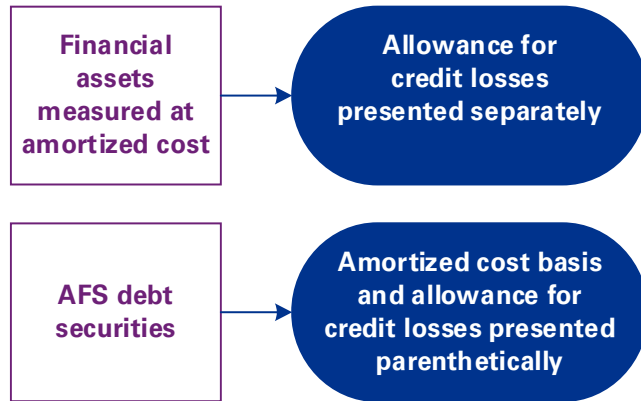 Financial
assets
measured at
amortized cost
Allowance for
credit losses
presented separately
AFS debt
securities
Amortized cost basis
and allowance for
credit losses presented
parenthetically